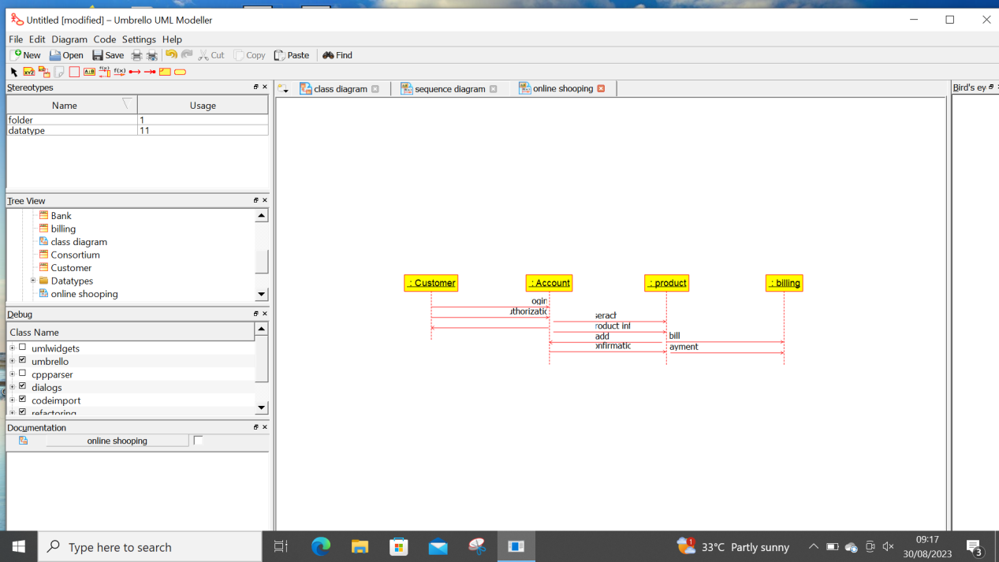 Untitled [modified] – Umbrello UML Modeller
File Edit Diagram Code Settings Help
New Open Save Cut Copy Paste Find
XYZ A:B f(x) f(x)
Stereotypes
Name Usage
folder 1
datatype 11
Tree View
Bank
billing
class diagram
Consortium
Customer
Datatypes
online shooping
Debug
Class Name
umlwidgets
umbrello
cppparser
dialogs
codeimport
refactoring
Documentation
online shooping
class diagram sequence diagram online shooping
: Customer : Account : product : billing
ogin
uthorizatic
serach
roduct inf
add
onfirmatic
bill
ayment
Bird's ey
Type here to search
1
33°C Partly sunny
09:17
30/08/2023
3